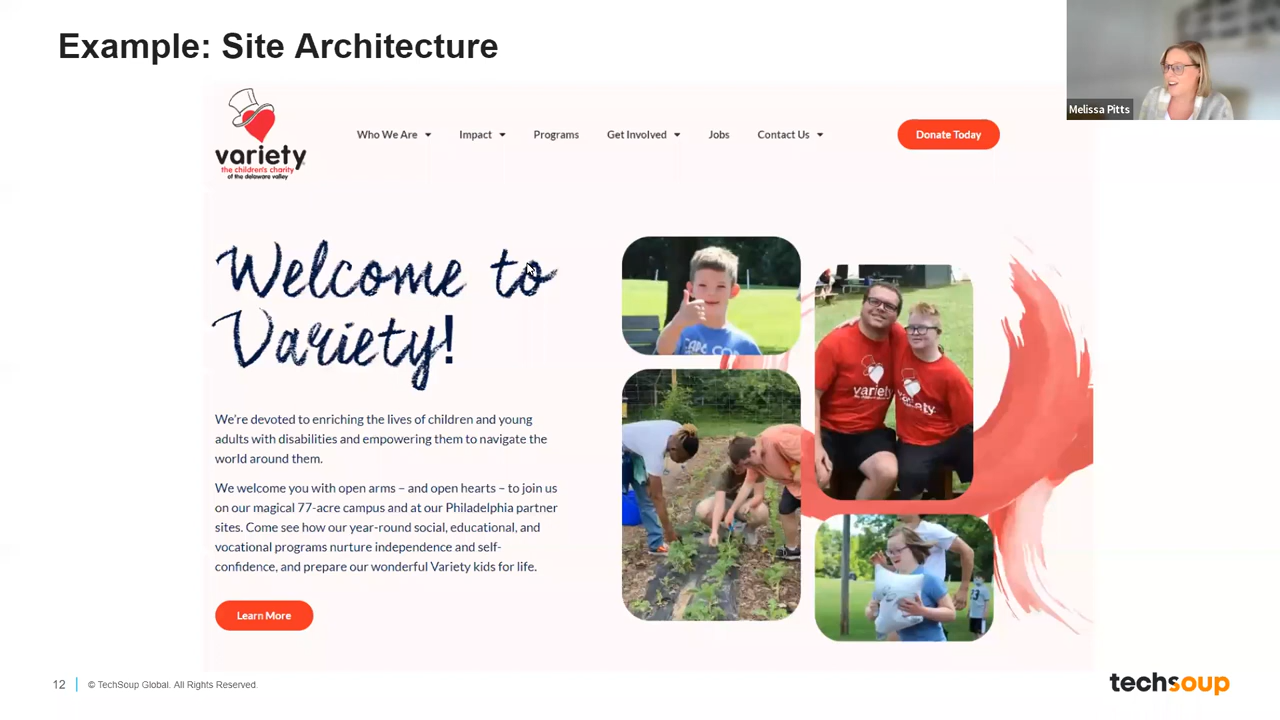 Example: Site Architecture
Melissa Pitts
variety
the children's charity
of the delaware valley
Who We Are
Impact
Programs
Get Involved
Jobs
Contact Us
Donate Today
Welcome to
Variety!
We're devoted to enriching the lives of children and young
adults with disabilities and empowering them to navigate the
world around them.
We welcome you with open arms – and open hearts – to join us
on our magical 77-acre campus and at our Philadelphia partner
sites. Come see how our year-round social, educational, and
vocational programs nurture independence and self-
confidence, and prepare our wonderful Variety kids for life.
Learn More
variety
variety
12
© TechSoup Global. All Rights Reserved.
techsoup